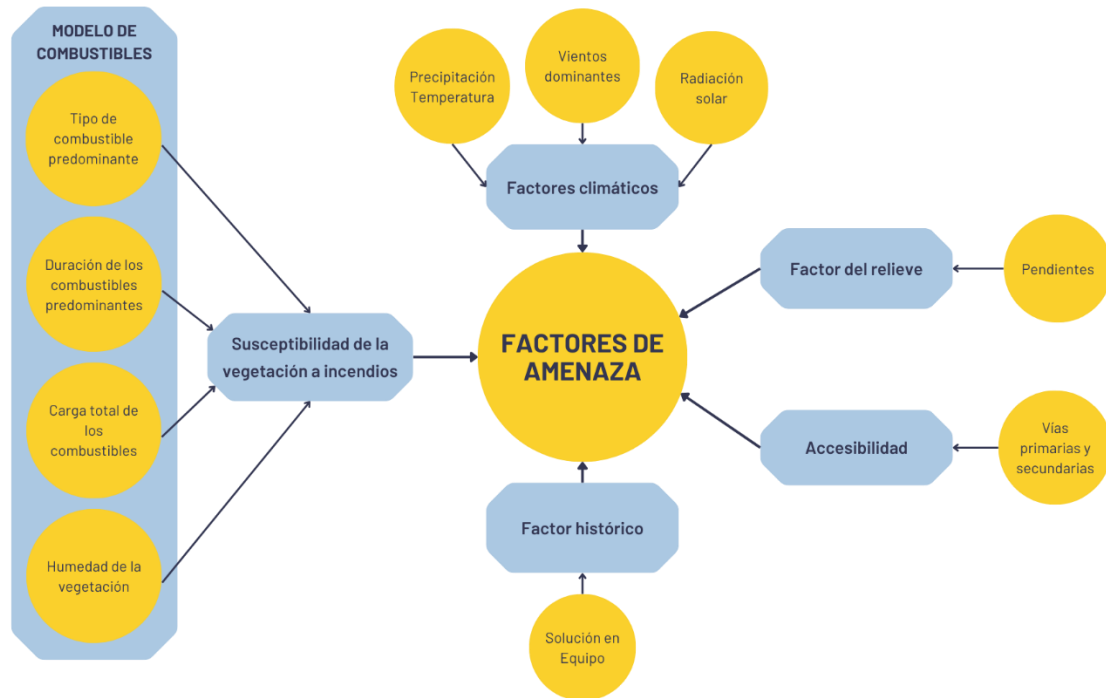 MODELO DE
COMBUSTIBLES
Tipo de
combustible
predominante
Duración de los
combustibles
predominantes
Carga total de
los
combustibles
Humedad de la
vegetación
Susceptibilidad de la
vegetación a incendios
Precipitación
Temperatura
Vientos
dominantes
Radiación
solar
Factores climáticos
FACTORES DE
AMENAZA
Factor del relieve
Pendientes
Accesibilidad
Vías
primarias y
secundarias
Factor histórico
Solución en
Equipo